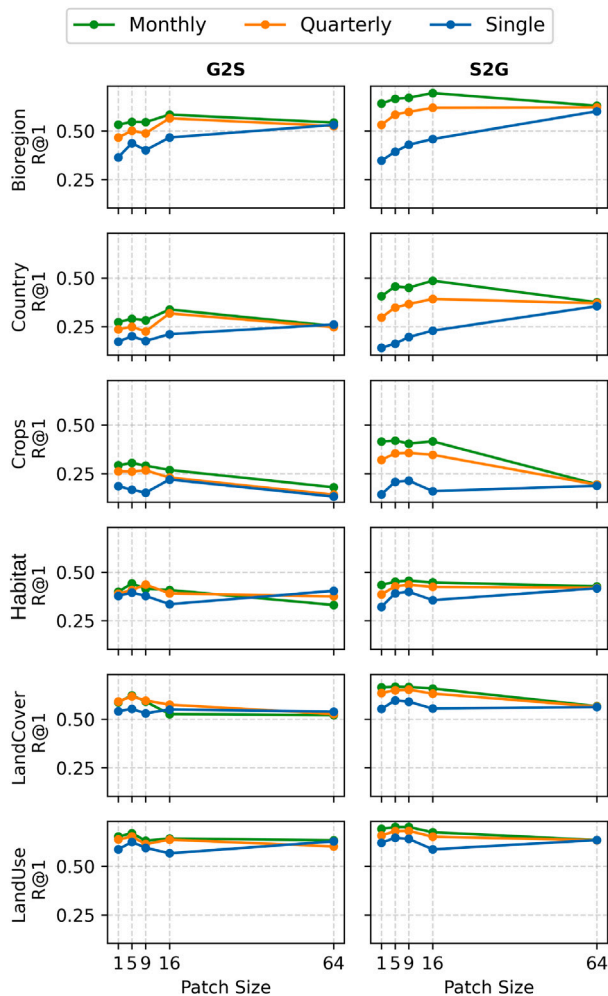 Monthly Quarterly Single
G2S S2G
Bioregion
R@1
0.50
0.25
Country
R@1
0.50
0.25
Crops
R@1
0.50
0.25
Habitat
R@1
0.50
0.25
LandCover
R@1
0.50
0.25
LandUse
R@1
0.50
0.25
1 5 9 16 64 1 5 9 16 64
Patch Size Patch Size